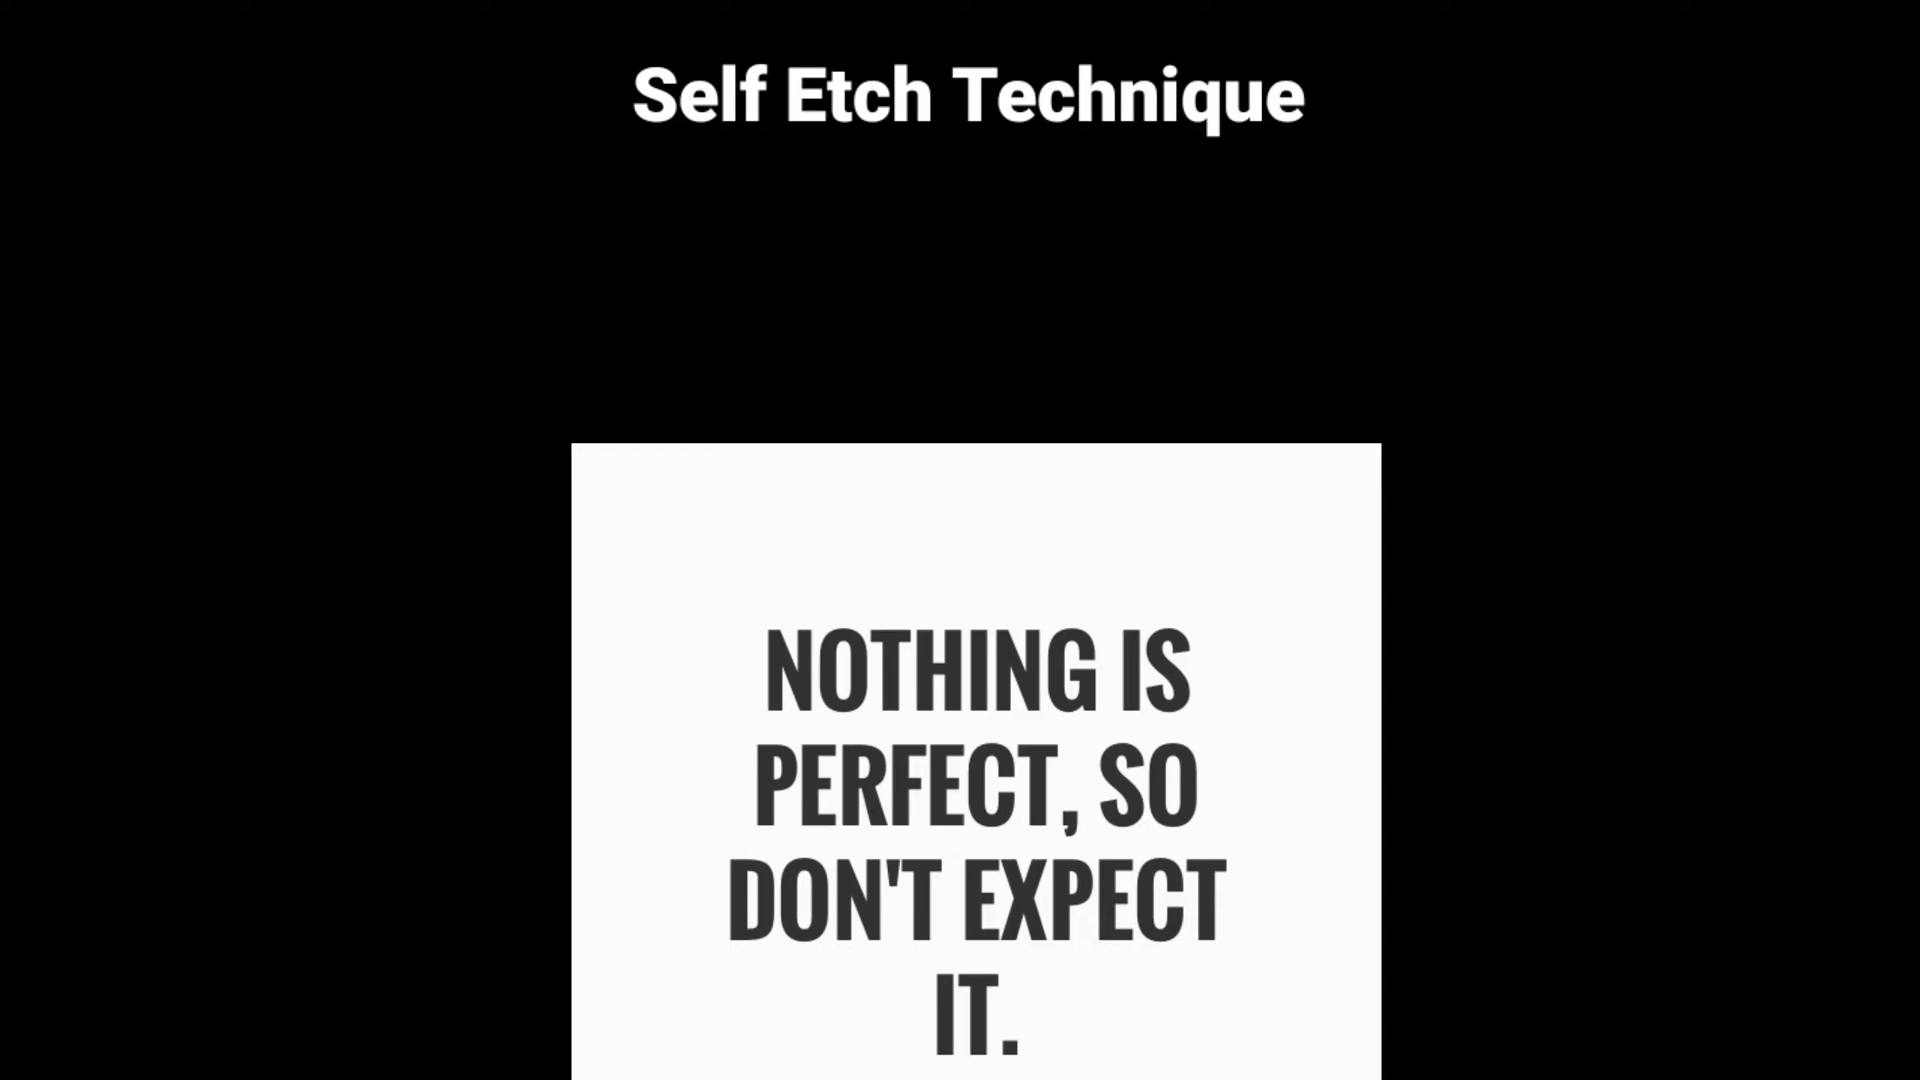 Self Etch Technique
NOTHING IS
PERFECT, SO
DON'T EXPECT
IT.